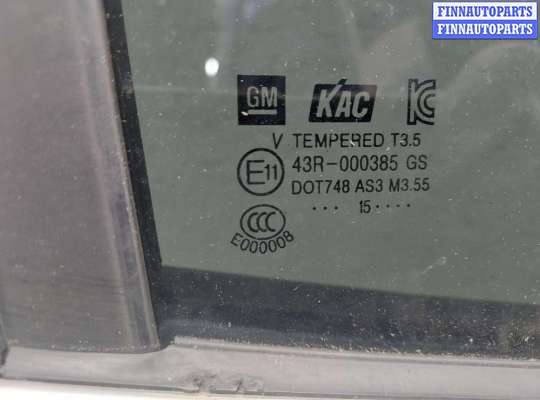 FINNAUTOPARTS
FINNAUTOPARTS
GM KAC KC
V TEMPERED T3.5
E11 43R-000385 GS
DOT748 AS3 M3.55
CCC ··· 15····
E000008